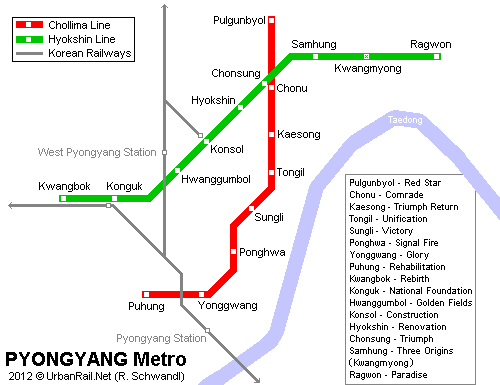 Chollima Line
Hyokshin Line
Korean Railways
Pulgunbyol
Samhung
Ragwon
Kwangmyong
Chonsung
Chonu
Hyokshin
Kaesong
Konsol
West Pyongyang Station
Taedong
Hwanggumbol
Tongil
Kwangbok
Konguk
Sungli
Ponghwa
Puhung
Yonggwang
Pyongyang Station
Pulgunbyol - Red Star
Chonu - Comrade
Kaesong - Triumph Return
Tongil - Unification
Sungli - Victory
Ponghwa - Signal Fire
Yonggwang - Glory
Puhung - Rehabilitation
Kwangbok - Rebirth
Konguk - National Foundation
Hwanggumbol - Golden Fields
Konsol - Construction
Hyokshin - Renovation
Chonsung - Triumph
Samhung - Three Origins
(Kwangmyong)
Ragwon - Paradise
PYONGYANG Metro
2012 © UrbanRail.Net (R. Schwandl)